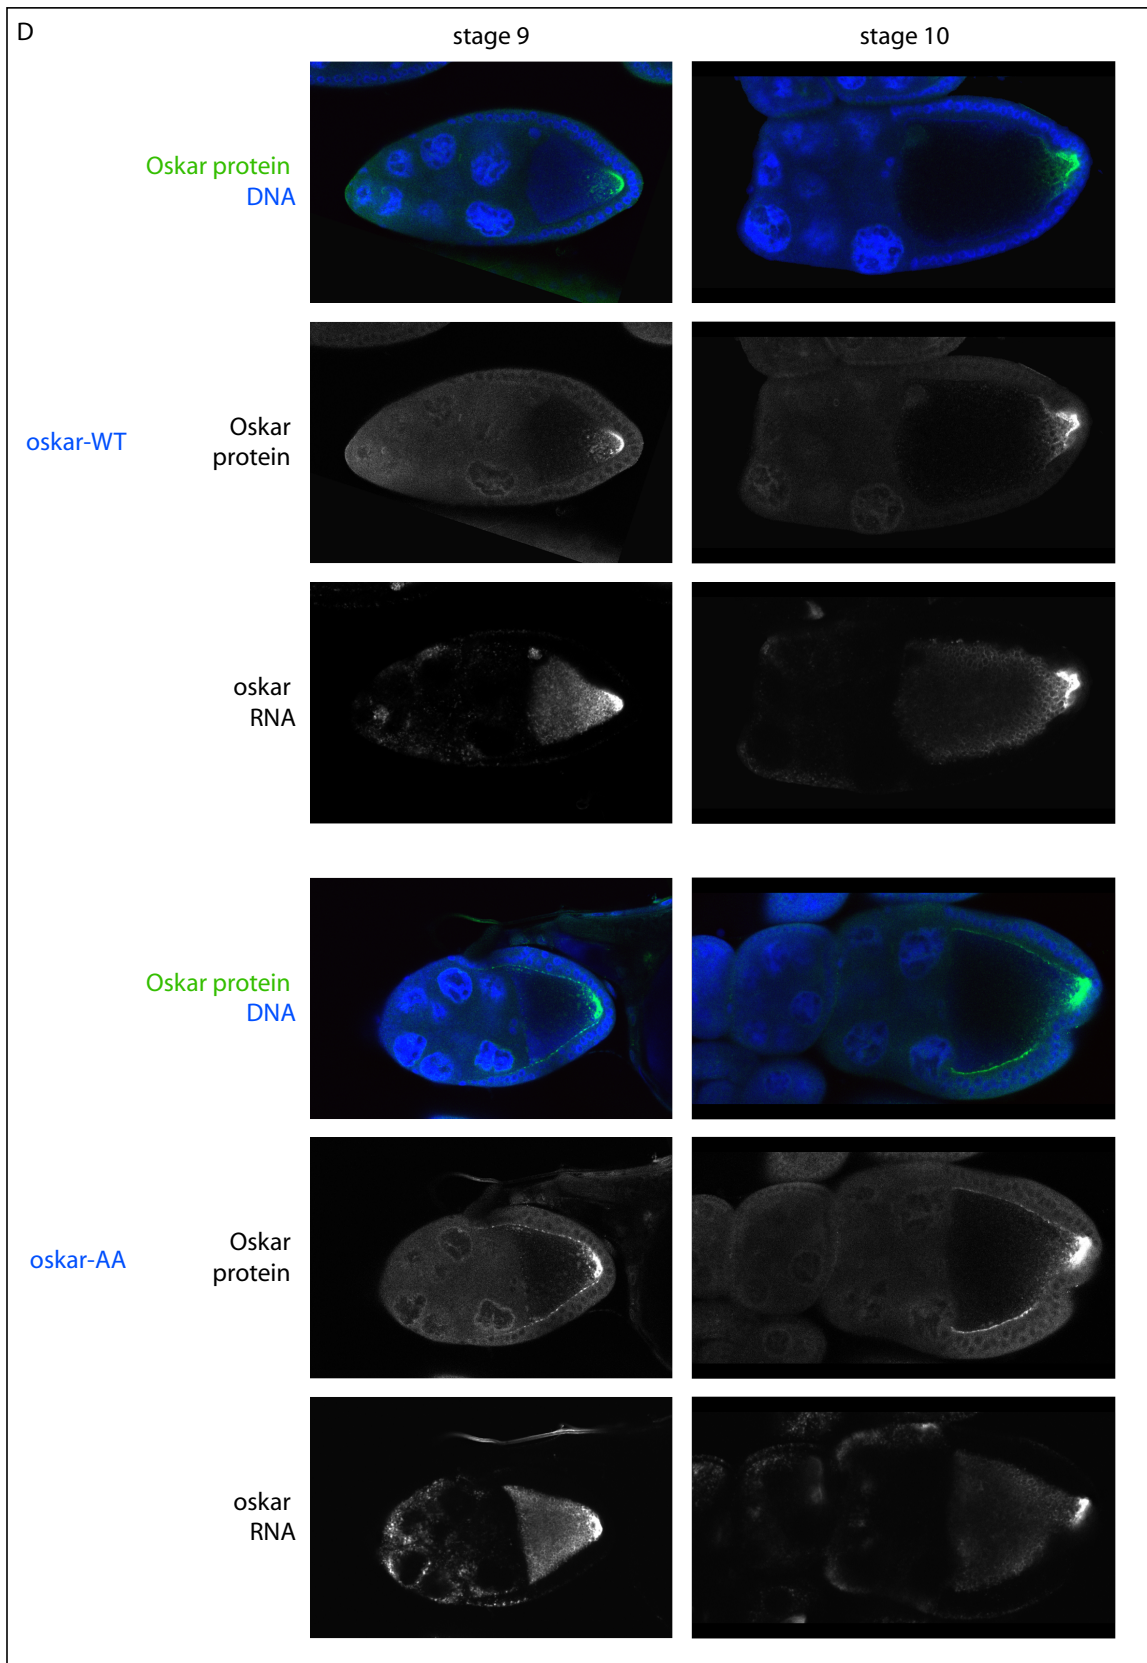 D
stage 9
stage 10
Oskar protein
DNA
oskar-WT
Oskar
protein
oskar
RNA
Oskar protein
DNA
oskar-AA
Oskar
protein
oskar
RNA